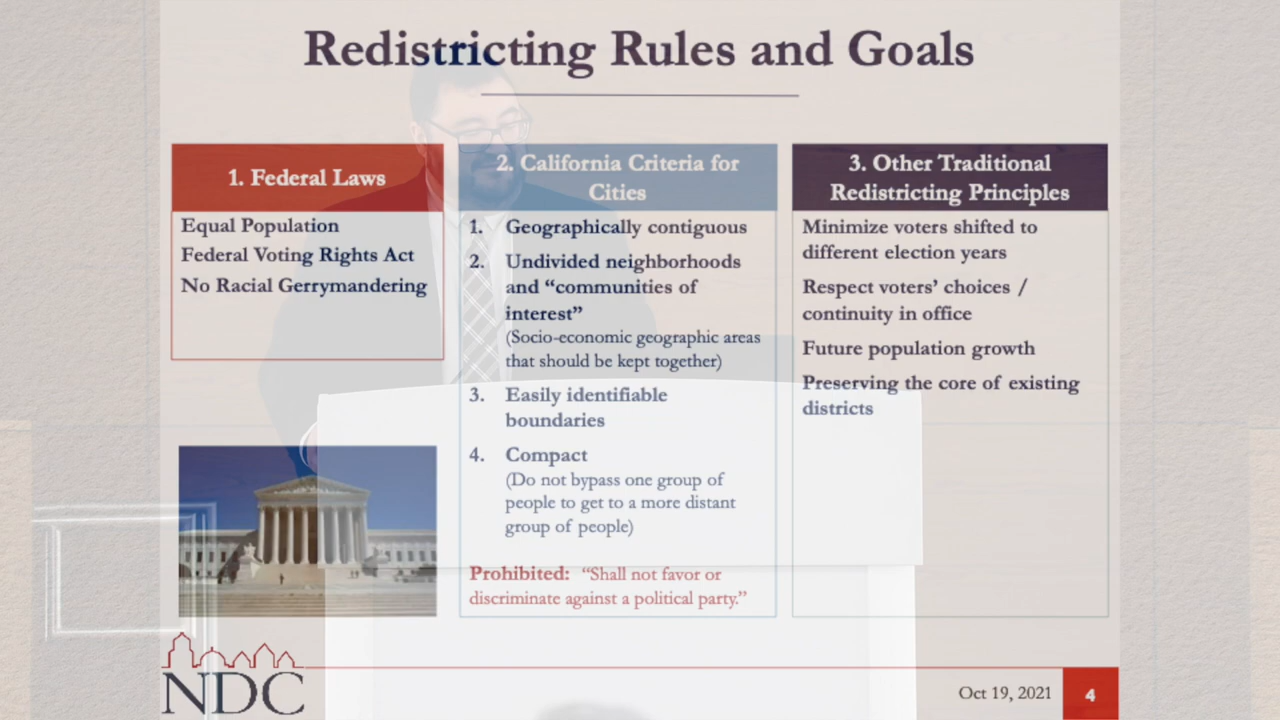 Redistricting Rules and Goals
1. Federal Laws
Equal Population
Federal Voting Rights Act
No Racial Gerrymandering
2. California Criteria for
Cities
1. Geographically contiguous
2. Undivided neighborhoods
and “communities of
interest”
(Socio-economic geographic areas
that should be kept together)
3. Easily identifiable
boundaries
4. Compact
(Do not bypass one group of
people to get to a more distant
group of people)
Prohibited: “Shall not favor or
discriminate against a political party.”
3. Other Traditional
Redistricting Principles
Minimize voters shifted to
different election years
Respect voters’ choices /
continuity in office
Future population growth
Preserving the core of existing
districts
NDC
Oct 19, 2021
4